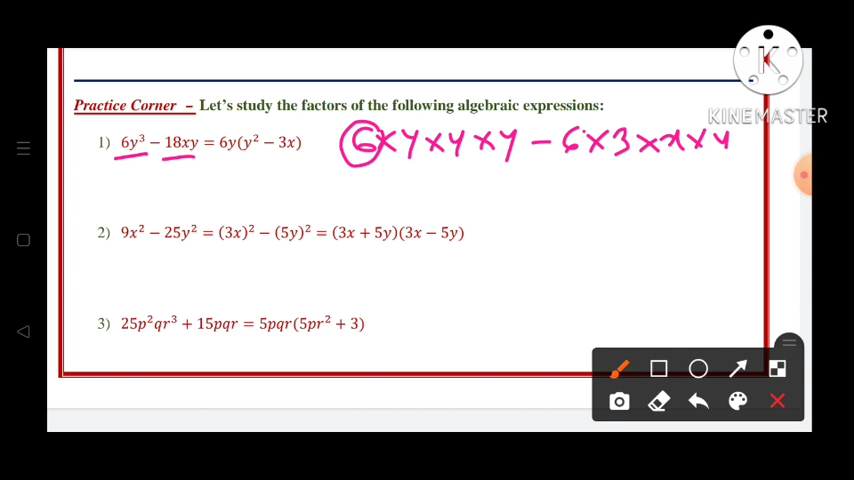 KINEMASTER
Practice Corner – Let's study the factors of the following algebraic expressions:
1) 6y³ − 18xy = 6y(y² − 3x) 6×y×y×y − 6×3×x×y
2) 9x² − 25y² = (3x)² − (5y)² = (3x + 5y)(3x − 5y)
3) 25p²qr³ + 15pqr = 5pqr(5pr² + 3)